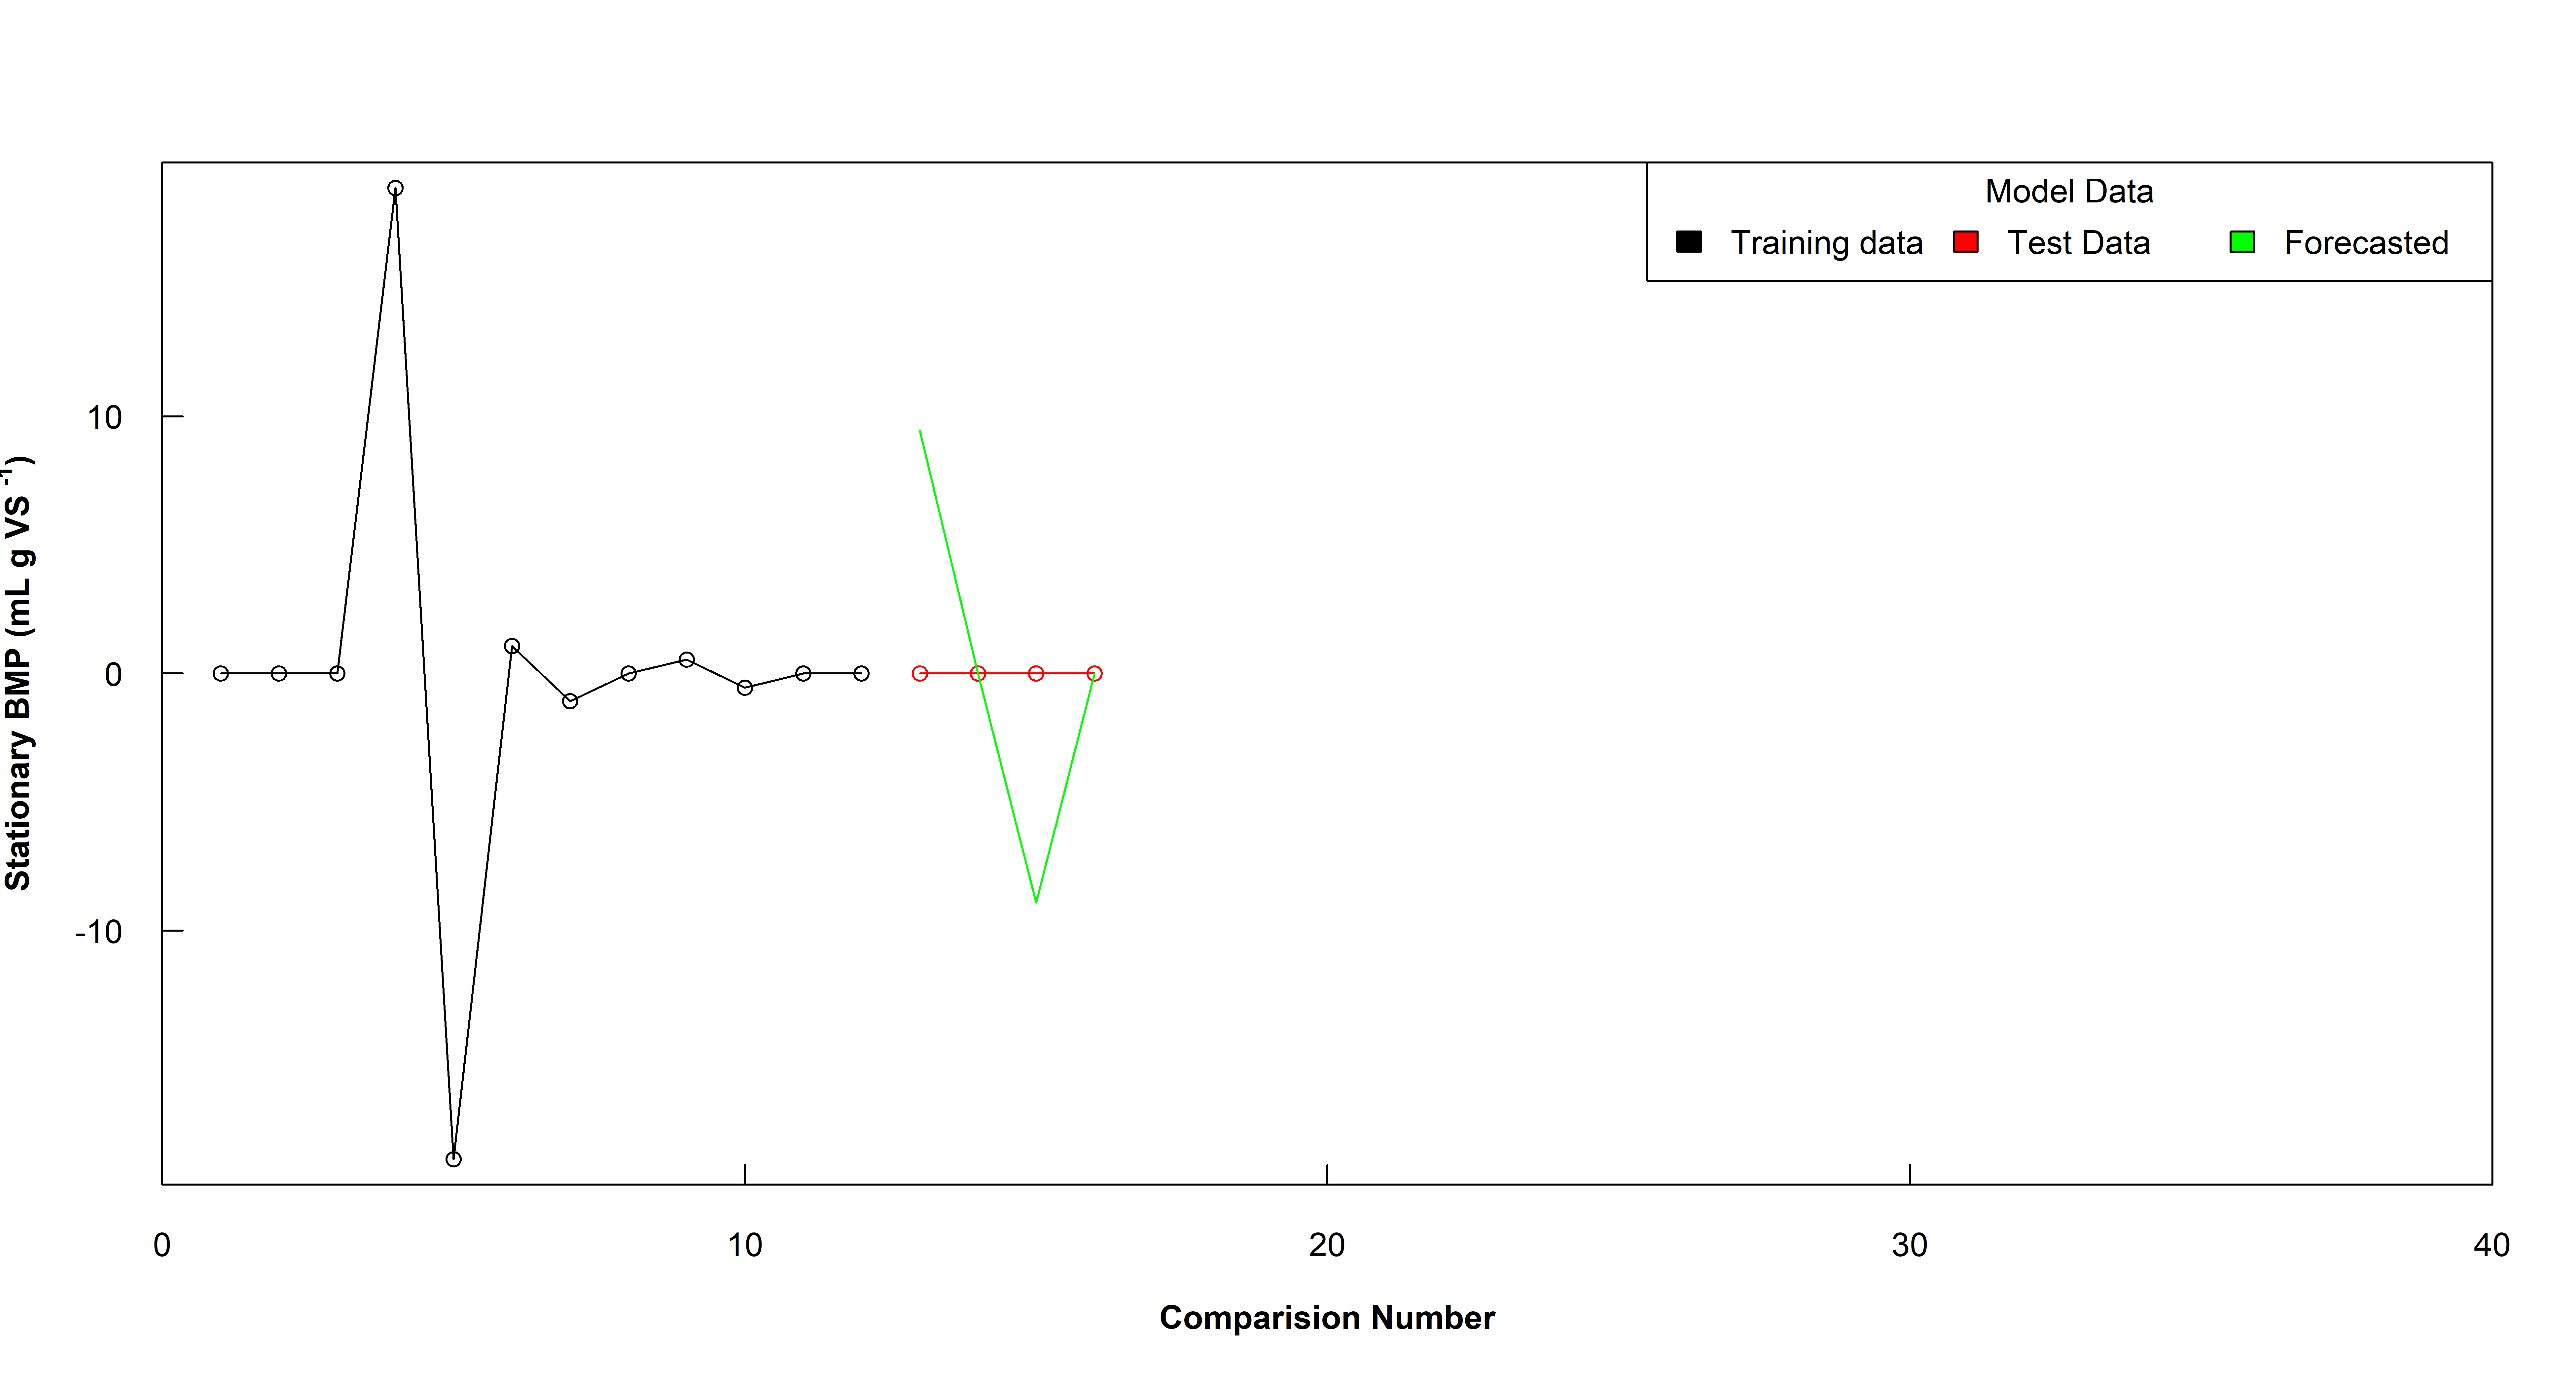 Model Data
Training data Test Data Forecasted
10
0
-10
Stationary BMP (mL g VS -1)
0 10 20 30 40
Comparision Number